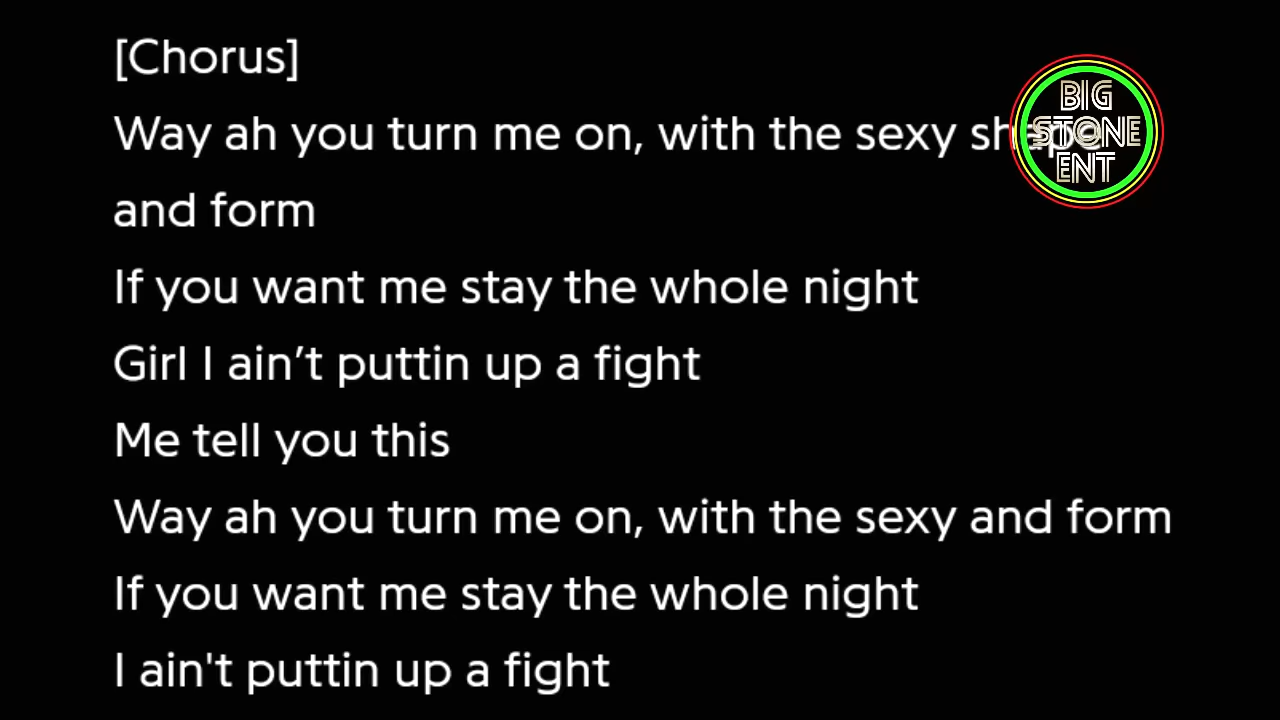 [Chorus]
Way ah you turn me on, with the sexy shape
and form
If you want me stay the whole night
Girl I ain’t puttin up a fight
Me tell you this
Way ah you turn me on, with the sexy and form
If you want me stay the whole night
I ain't puttin up a fight
BIG
STONE
ENT